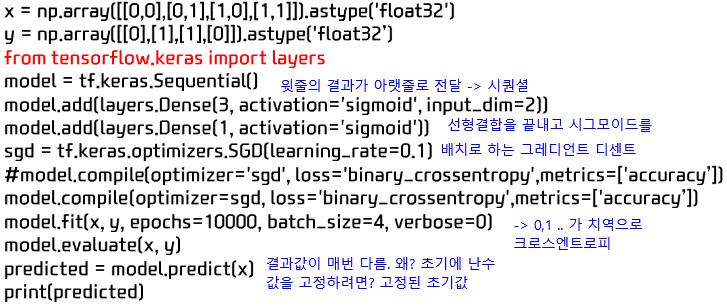 x = np.array([[0,0],[0,1],[1,0],[1,1]]).astype('float32')
y = np.array([[0],[1],[1],[0]]).astype('float32’)
from tensorflow.keras import layers
model = tf.keras.Sequential() 윗줄의 결과가 아랫줄로 전달 -> 시퀀셜
model.add(layers.Dense(3, activation='sigmoid', input_dim=2))
model.add(layers.Dense(1, activation='sigmoid')) 선형결합을 끝내고 시그모이드를
sgd = tf.keras.optimizers.SGD(learning_rate=0.1) 배치로 하는 그레디언트 디센트
#model.compile(optimizer='sgd', loss='binary_crossentropy',metrics=['accuracy’])
model.compile(optimizer=sgd, loss='binary_crossentropy',metrics=['accuracy’])
model.fit(x, y, epochs=10000, batch_size=4, verbose=0) -> 0,1 .. 가 치역으로
model.evaluate(x, y) 크로스엔트로피
predicted = model.predict(x) 결과값이 매번 다름. 왜? 초기에 난수
print(predicted) 값을 고정하려면? 고정된 초기값